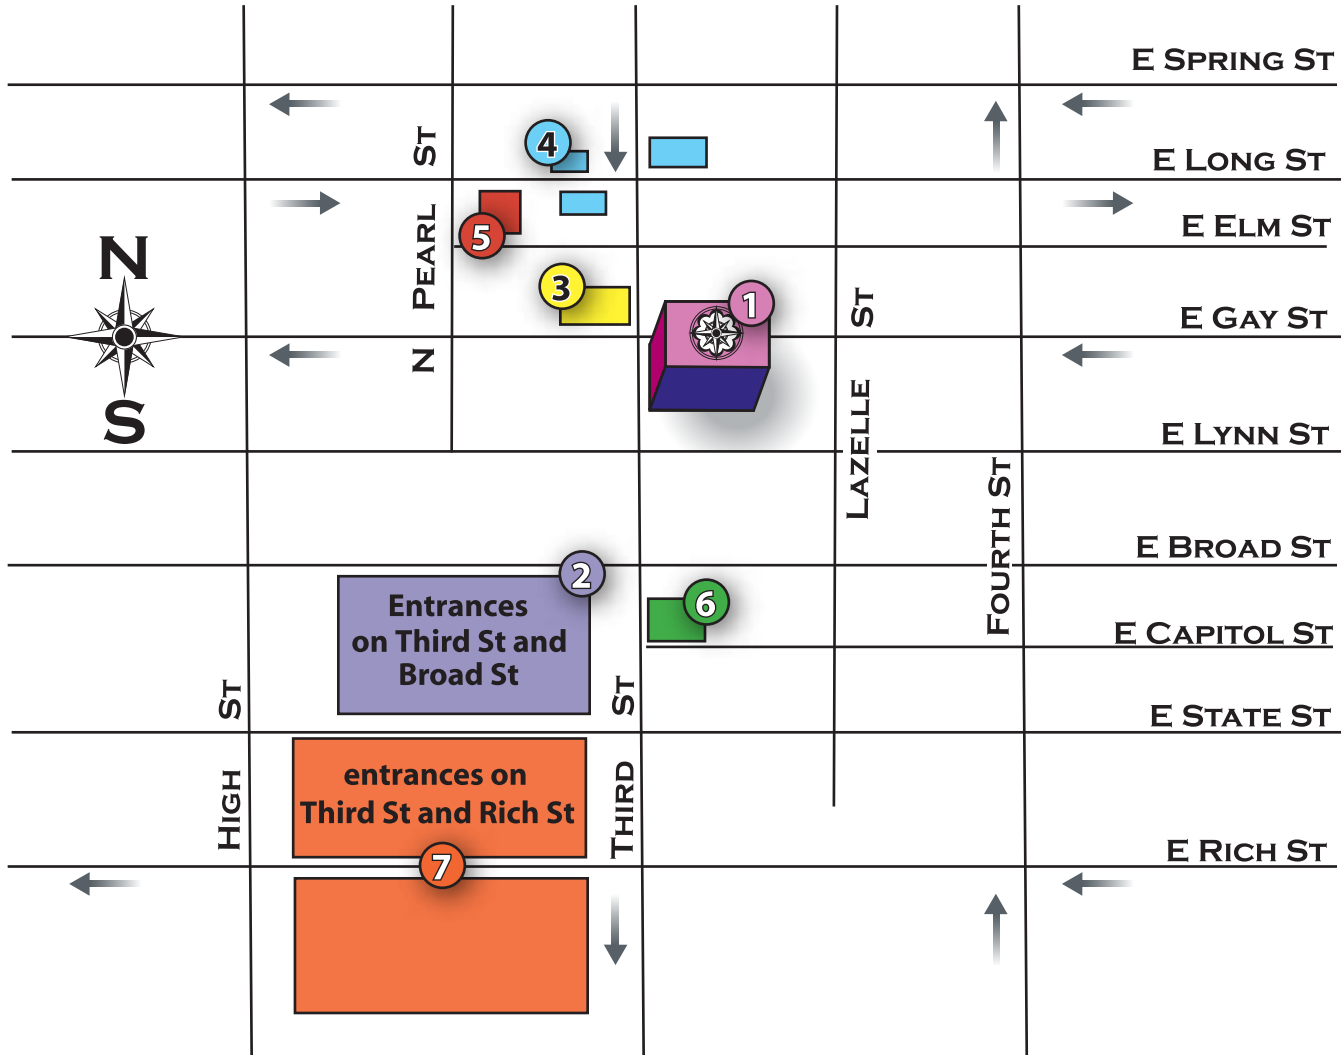 E SPRING ST
4
E LONG ST
N PEARL ST
5
E ELM ST
N
3
1
E GAY ST
S
E LYNN ST
LAZELLE ST
FOURTH ST
E BROAD ST
2
Entrances
on Third St and
Broad St
6
E CAPITOL ST
E STATE ST
HIGH ST
THIRD ST
entrances on
Third St and Rich St
7
E RICH ST